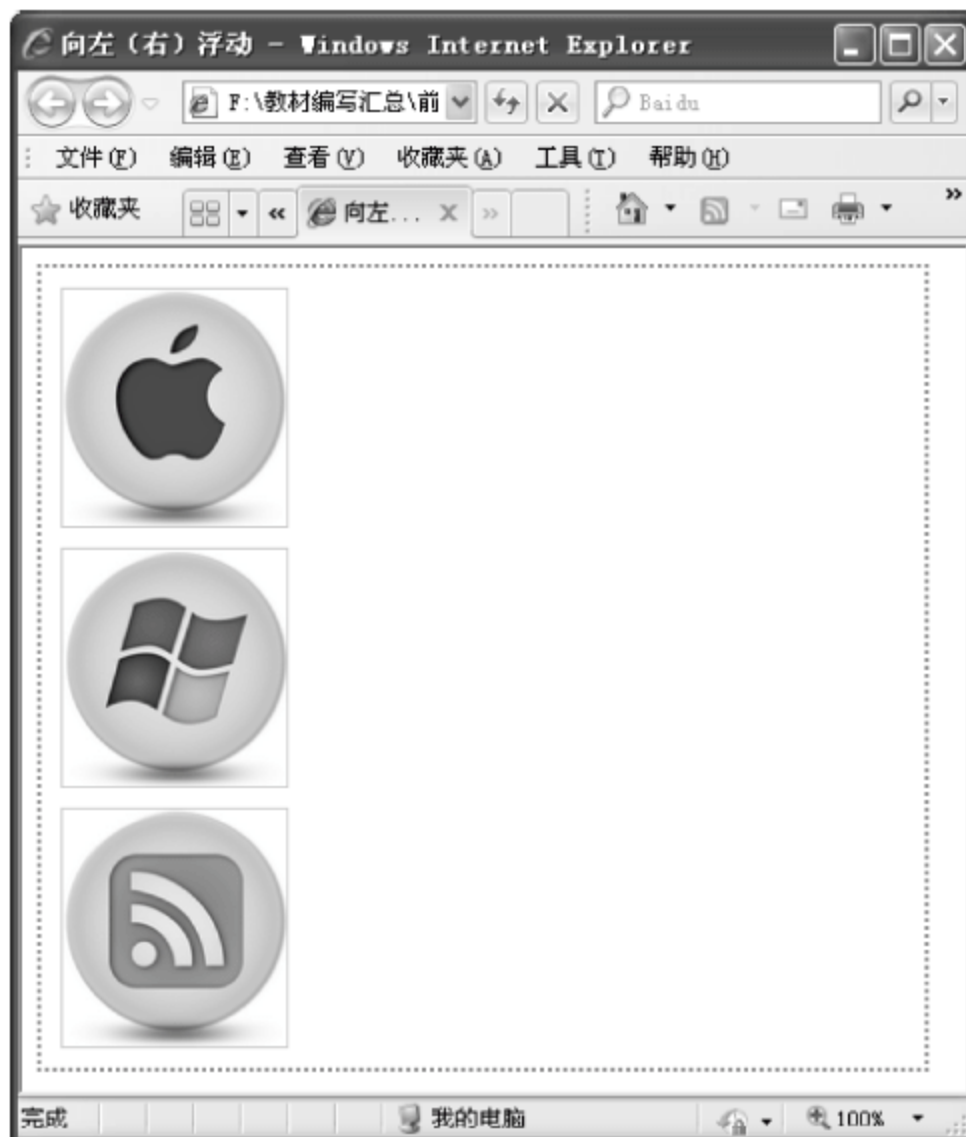 向左（右）浮动 - Windows Internet Explorer
F:\教材编写汇总\前 Baidu
文件(F) 编辑(E) 查看(V) 收藏夹(A) 工具(T) 帮助(H)
收藏夹 « 向左... » »
完成 我的电脑 100%